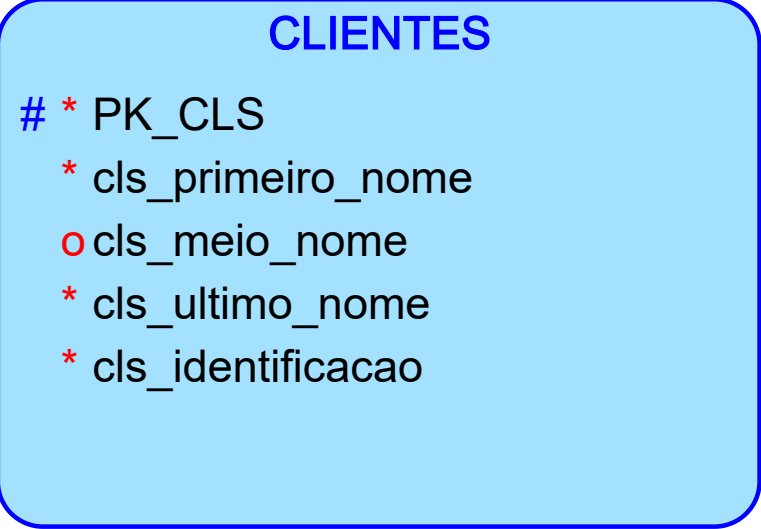 CLIENTES
# * PK_CLS
* cls_primeiro_nome
o cls_meio_nome
* cls_ultimo_nome
* cls_identificacao